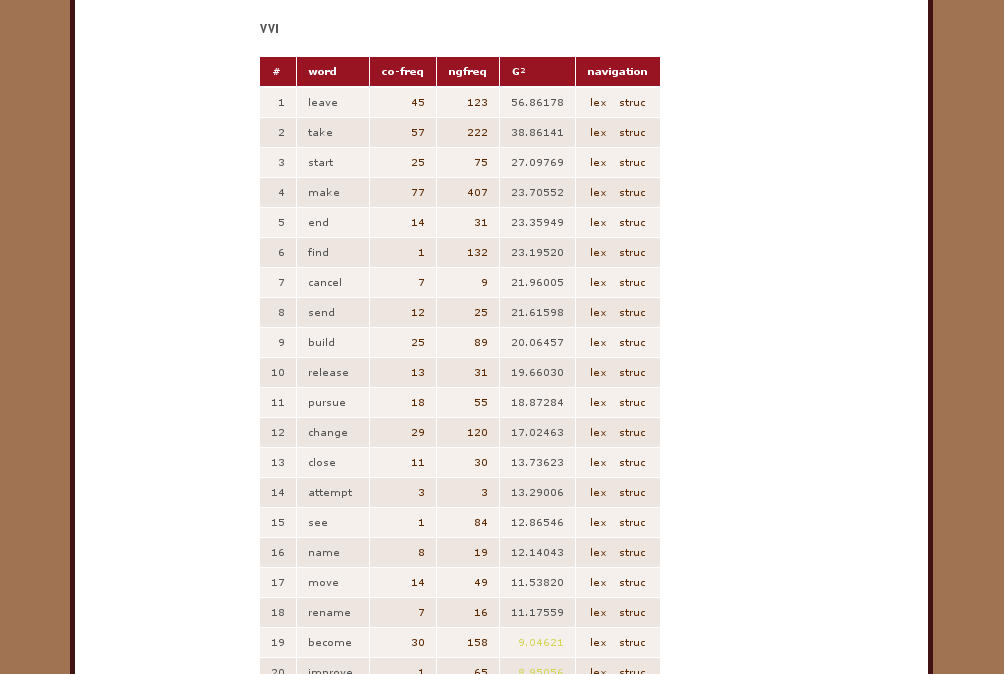 VVI
# word co-freq ngfreq G² navigation
1 leave 45 123 56.86178 lex struc
2 take 57 222 38.86141 lex struc
3 start 25 75 27.09769 lex struc
4 make 77 407 23.70552 lex struc
5 end 14 31 23.35949 lex struc
6 find 1 132 23.19520 lex struc
7 cancel 7 9 21.96005 lex struc
8 send 12 25 21.61598 lex struc
9 build 25 89 20.06457 lex struc
10 release 13 31 19.66030 lex struc
11 pursue 18 55 18.87284 lex struc
12 change 29 120 17.02463 lex struc
13 close 11 30 13.73623 lex struc
14 attempt 3 3 13.29006 lex struc
15 see 1 84 12.86546 lex struc
16 name 8 19 12.14043 lex struc
17 move 14 49 11.53820 lex struc
18 rename 7 16 11.17559 lex struc
19 become 30 158 9.04621 lex struc
20 improve 1 65 8.95056 lex struc